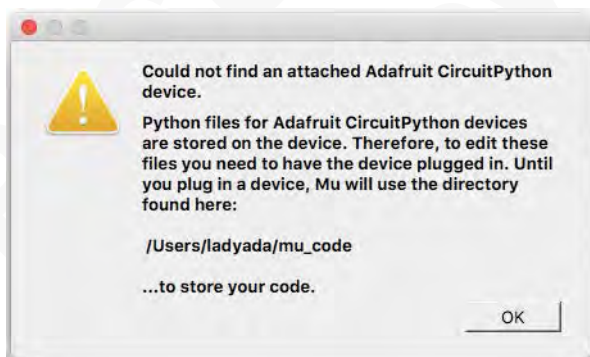 Could not find an attached Adafruit CircuitPython
device.
Python files for Adafruit CircuitPython devices
are stored on the device. Therefore, to edit these
files you need to have the device plugged in. Until
you plug in a device, Mu will use the directory
found here:
/Users/ladyada/mu_code
...to store your code.
OK